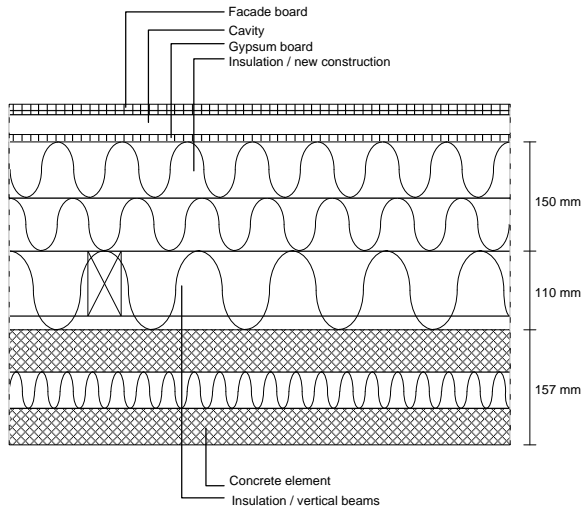 Facade board
Cavity
Gypsum board
Insulation / new construction
150 mm
110 mm
157 mm
Concrete element
Insulation / vertical beams